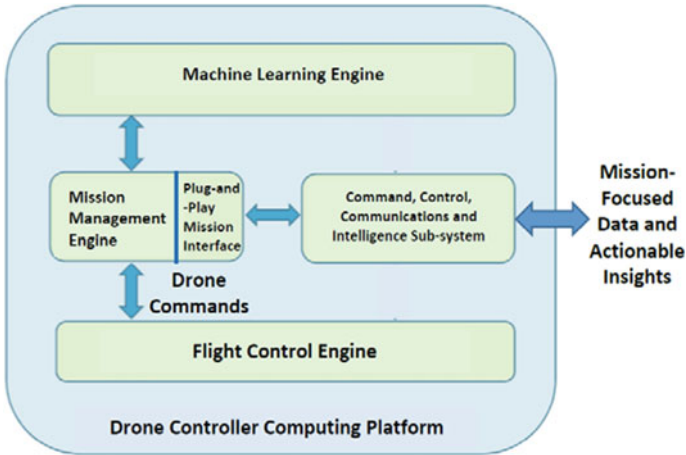 Machine Learning Engine
Mission
Management
Engine
Plug-and
-Play
Mission
Interface
Command, Control,
Communications and
Intelligence Sub-system
Mission-
Focused
Data and
Actionable
Insights
Drone
Commands
Flight Control Engine
Drone Controller Computing Platform